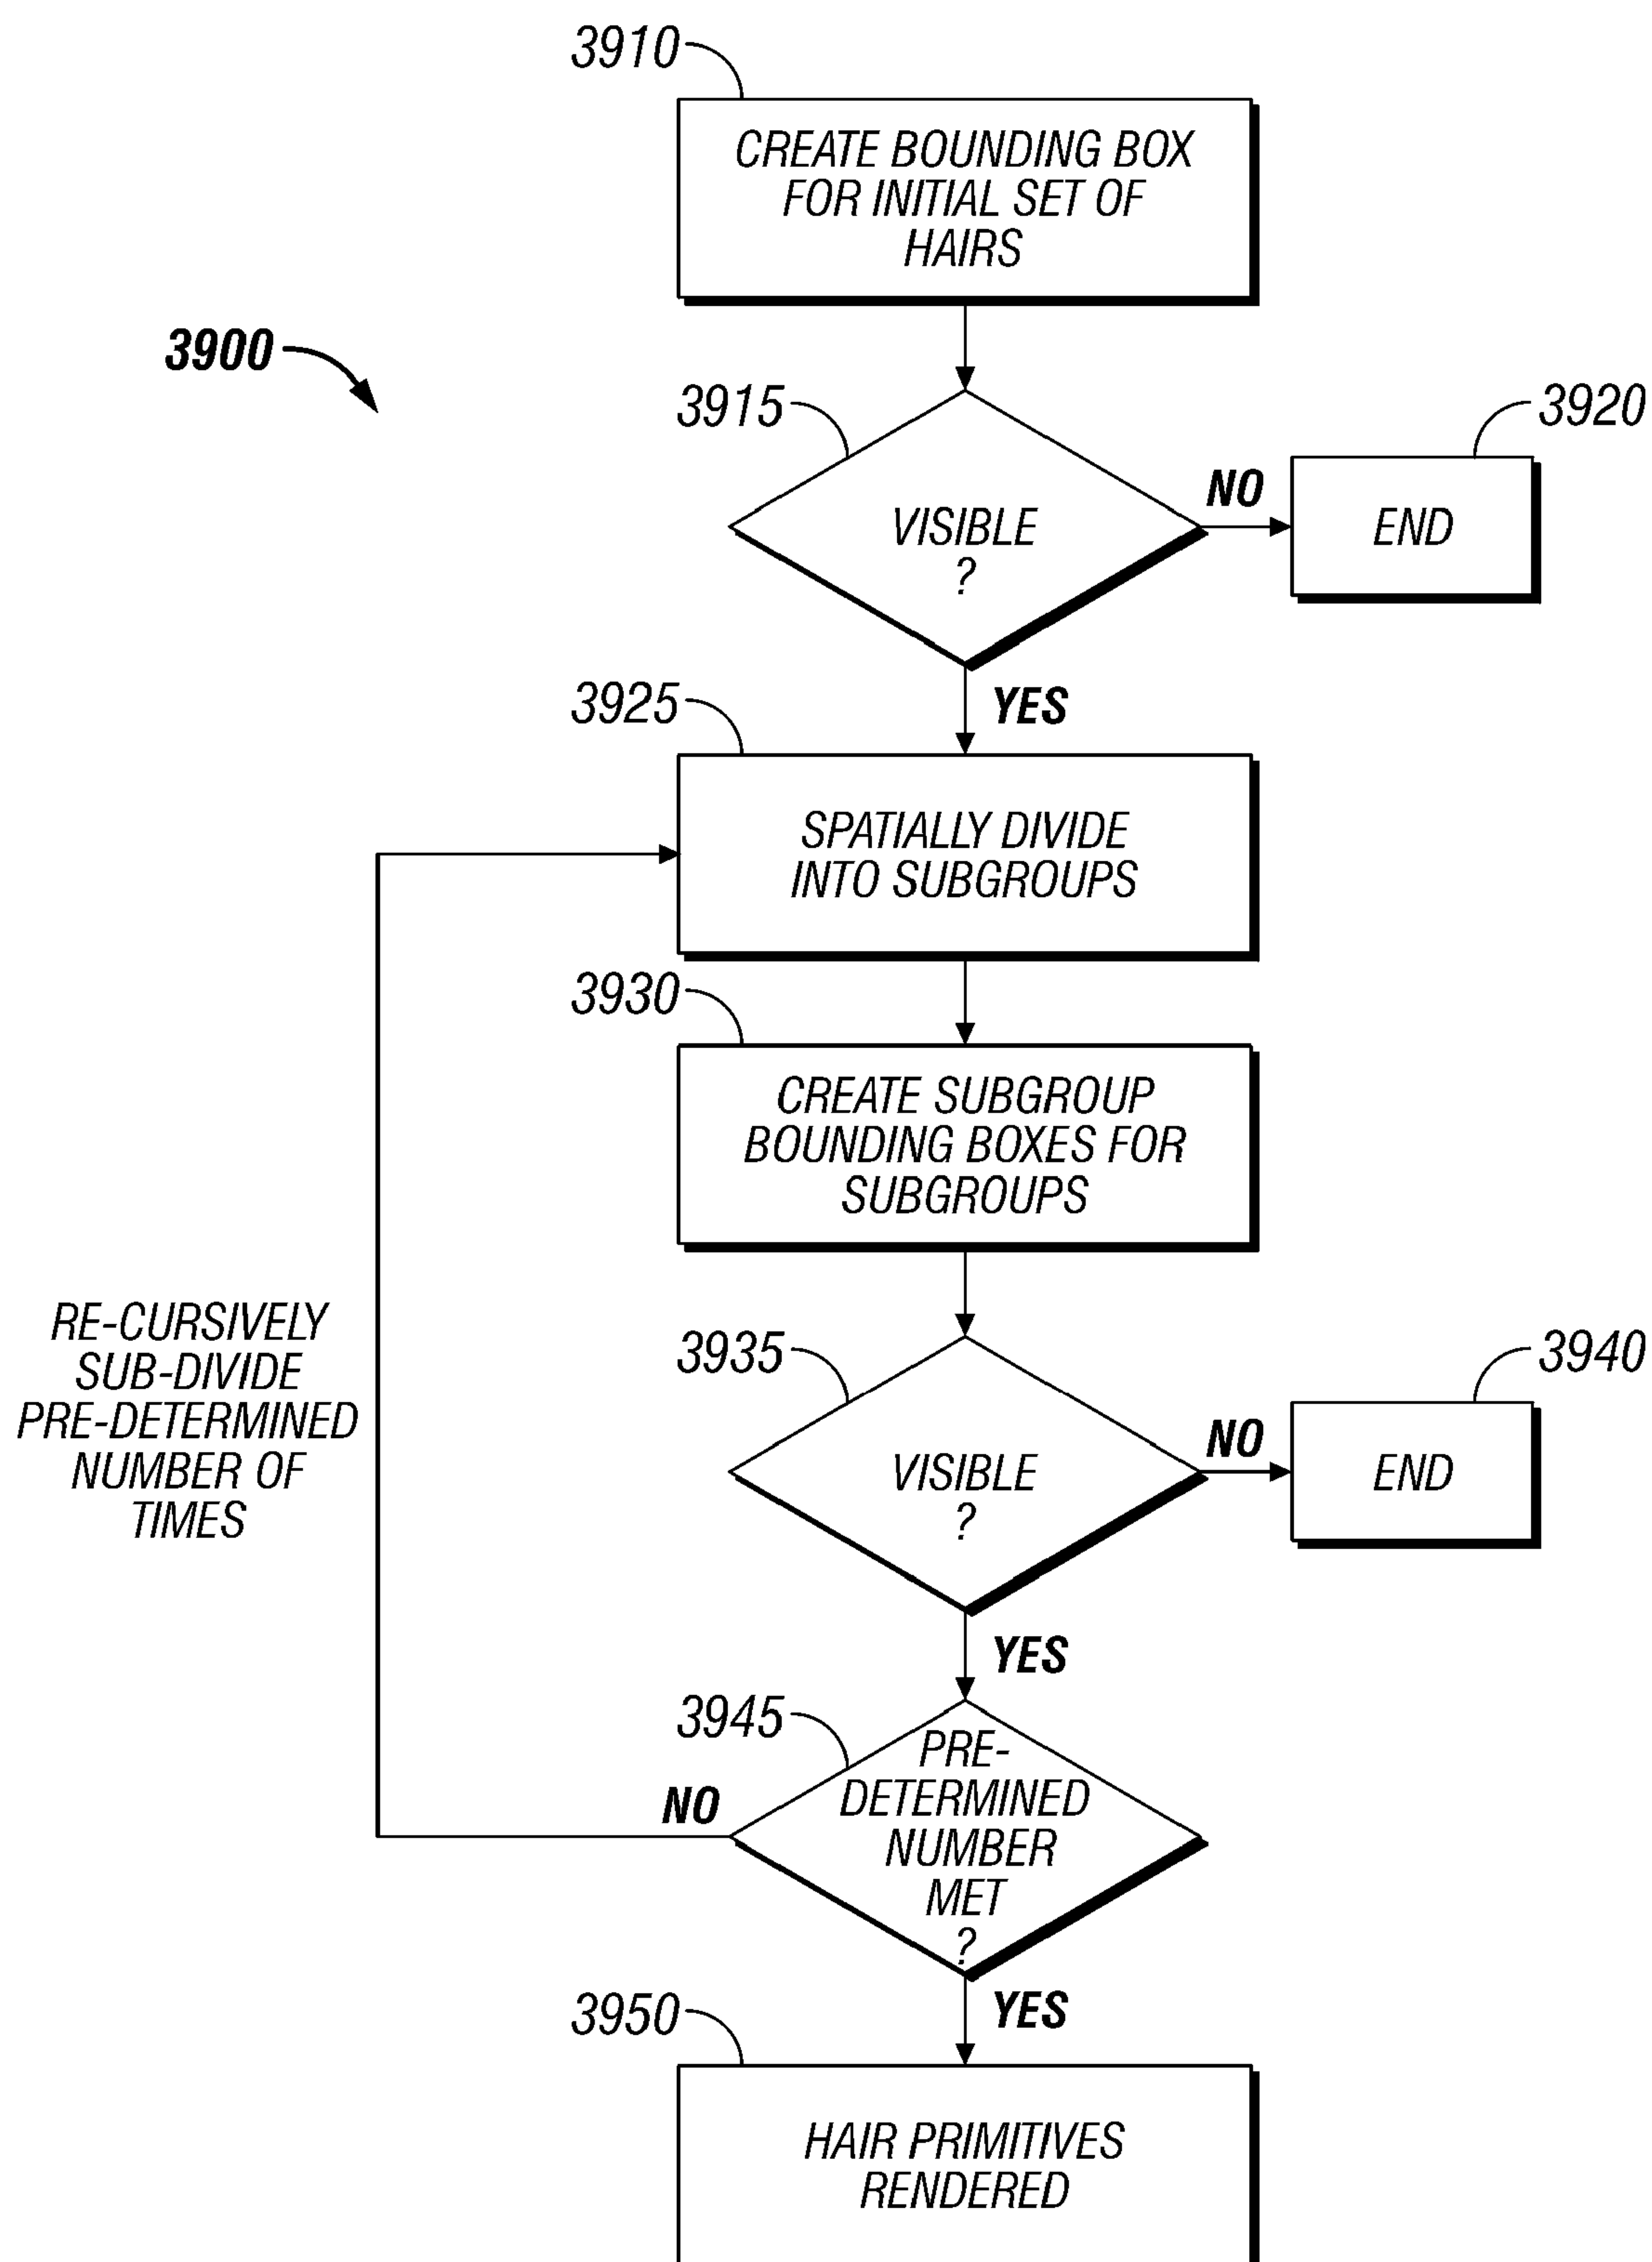 3910
CREATE BOUNDING BOX
FOR INITIAL SET OF
HAIRS
3900
3915
3920
VISIBLE
?
NO
END
YES
3925
SPATIALLY DIVIDE
INTO SUBGROUPS
3930
CREATE SUBGROUP
BOUNDING BOXES FOR
SUBGROUPS
RE-CURSIVELY
SUB-DIVIDE
PRE-DETERMINED
NUMBER OF
TIMES
3935
3940
VISIBLE
?
NO
END
YES
3945
PRE-
DETERMINED
NUMBER
MET
?
NO
YES
3950
HAIR PRIMITIVES
RENDERED